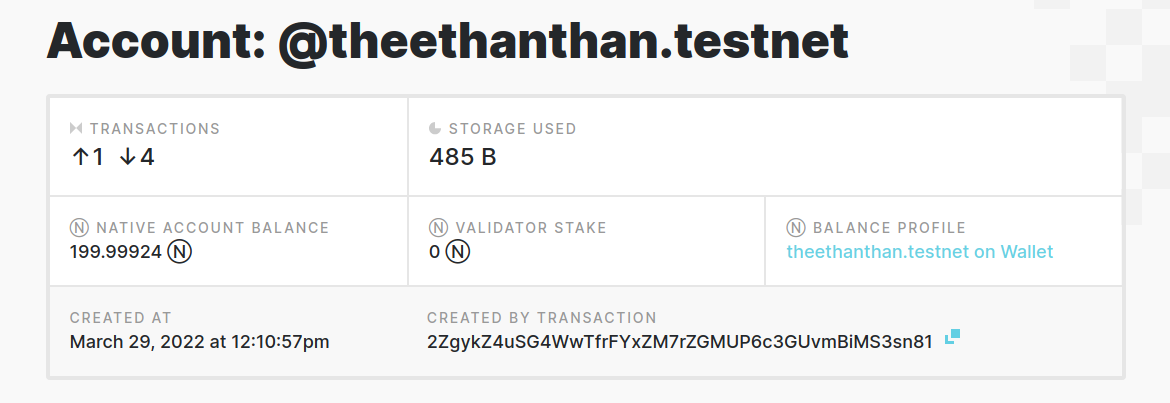 Account: @theethanthan.testnet
TRANSACTIONS
↑1 ↓4
STORAGE USED
485 B
Ⓝ NATIVE ACCOUNT BALANCE
199.99924 Ⓝ
Ⓝ VALIDATOR STAKE
0 Ⓝ
Ⓝ BALANCE PROFILE
theethanthan.testnet on Wallet
CREATED AT
March 29, 2022 at 12:10:57pm
CREATED BY TRANSACTION
2ZgykZ4uSG4WwTfrFYxZM7rZGMUP6c3GUvmBiMS3sn81